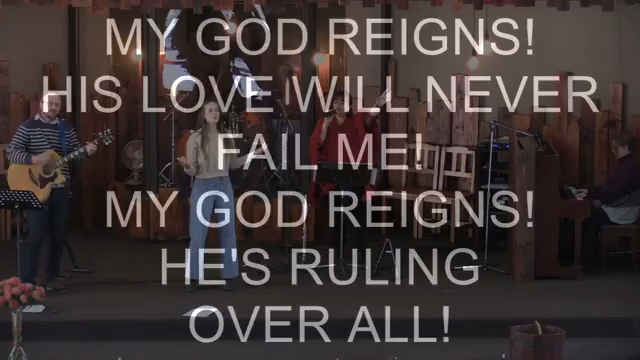 MY GOD REIGNS!
HIS LOVE WILL NEVER
FAIL ME!
MY GOD REIGNS!
HE'S RULING
OVER ALL!